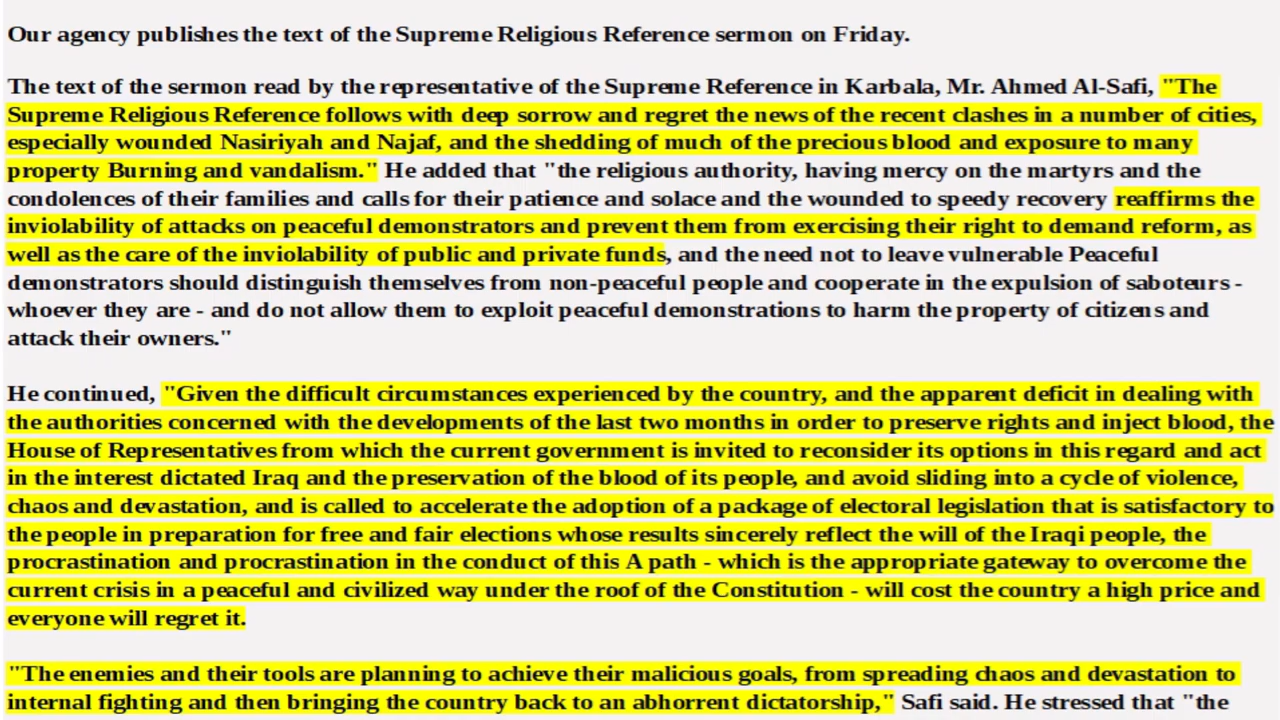 Our agency publishes the text of the Supreme Religious Reference sermon on Friday.
The text of the sermon read by the representative of the Supreme Reference in Karbala, Mr. Ahmed Al-Safi, "The
Supreme Religious Reference follows with deep sorrow and regret the news of the recent clashes in a number of cities,
especially wounded Nasiriyah and Najaf, and the shedding of much of the precious blood and exposure to many
property Burning and vandalism." He added that "the religious authority, having mercy on the martyrs and the
condolences of their families and calls for their patience and solace and the wounded to speedy recovery reaffirms the
inviolability of attacks on peaceful demonstrators and prevent them from exercising their right to demand reform, as
well as the care of the inviolability of public and private funds, and the need not to leave vulnerable Peaceful
demonstrators should distinguish themselves from non-peaceful people and cooperate in the expulsion of saboteurs -
whoever they are - and do not allow them to exploit peaceful demonstrations to harm the property of citizens and
attack their owners."
He continued, "Given the difficult circumstances experienced by the country, and the apparent deficit in dealing with
the authorities concerned with the developments of the last two months in order to preserve rights and inject blood, the
House of Representatives from which the current government is invited to reconsider its options in this regard and act
in the interest dictated Iraq and the preservation of the blood of its people, and avoid sliding into a cycle of violence,
chaos and devastation, and is called to accelerate the adoption of a package of electoral legislation that is satisfactory to
the people in preparation for free and fair elections whose results sincerely reflect the will of the Iraqi people, the
procrastination and procrastination in the conduct of this A path - which is the appropriate gateway to overcome the
current crisis in a peaceful and civilized way under the roof of the Constitution - will cost the country a high price and
everyone will regret it.
"The enemies and their tools are planning to achieve their malicious goals, from spreading chaos and devastation to
internal fighting and then bringing the country back to an abhorrent dictatorship," Safi said. He stressed that "the